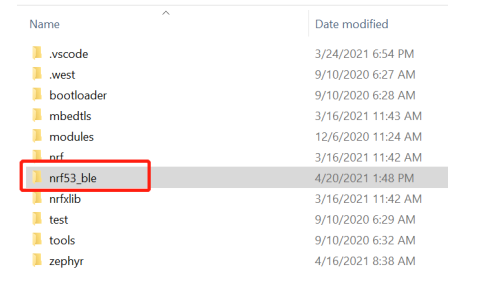 Name Date modified
.vscode 3/24/2021 6:54 PM
.west 9/10/2020 6:27 AM
bootloader 9/10/2020 6:28 AM
mbedtls 3/16/2021 11:43 AM
modules 12/6/2020 11:24 AM
nrf 3/16/2021 11:42 AM
nrf53_ble 4/20/2021 1:48 PM
nrfxlib 3/16/2021 11:42 AM
test 9/10/2020 6:29 AM
tools 9/10/2020 6:32 AM
zephyr 4/16/2021 8:38 AM